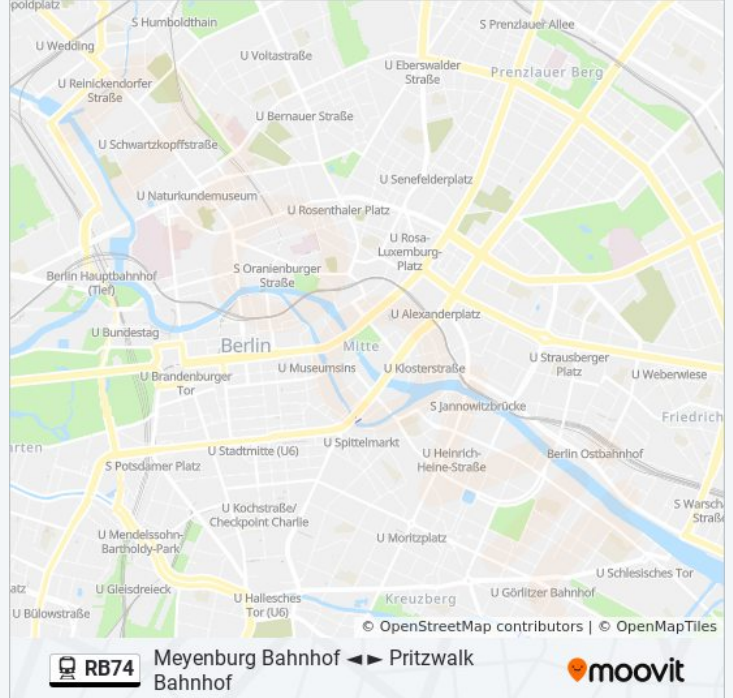 poldplatz
S Humboldthain
S Prenzlauer Allee
U Wedding
U Voltastraße
U Eberswalder
Straße
Prenzlauer Berg
U Reinickendorfer
Straße
U Bernauer Straße
U Schwartzkopffstraße
U Senefelderplatz
U Naturkundemuseum
U Rosenthaler Platz
U Rosa-
Luxemburg-
Platz
Berlin Hauptbahnhof
(Tief)
S Oranienburger
Straße
U Alexanderplatz
U Bundestag
Berlin
Mitte
U Strausberger
Platz
U Museumsins
U Klosterstraße
U Weberwiese
U Brandenburger
Tor
S Jannowitzbrücke
Friedrich
rten
U Stadtmitte (U6)
U Spittelmarkt
U Heinrich-
Heine-Straße
Berlin Ostbahnhof
S Potsdamer Platz
S Warsch
Straße
U Kochstraße/
Checkpoint Charlie
U Mendelssohn-
Bartholdy-Park
U Moritzplatz
U Schlesisches Tor
atz
U Gleisdreieck
U Hallesches
Tor (U6)
Kreuzberg
U Görlitzer Bahnhof
U Bülowstraße
© OpenStreetMap contributors | © OpenMapTiles
RB74
Meyenburg Bahnhof ◄ ► Pritzwalk
Bahnhof
moovit